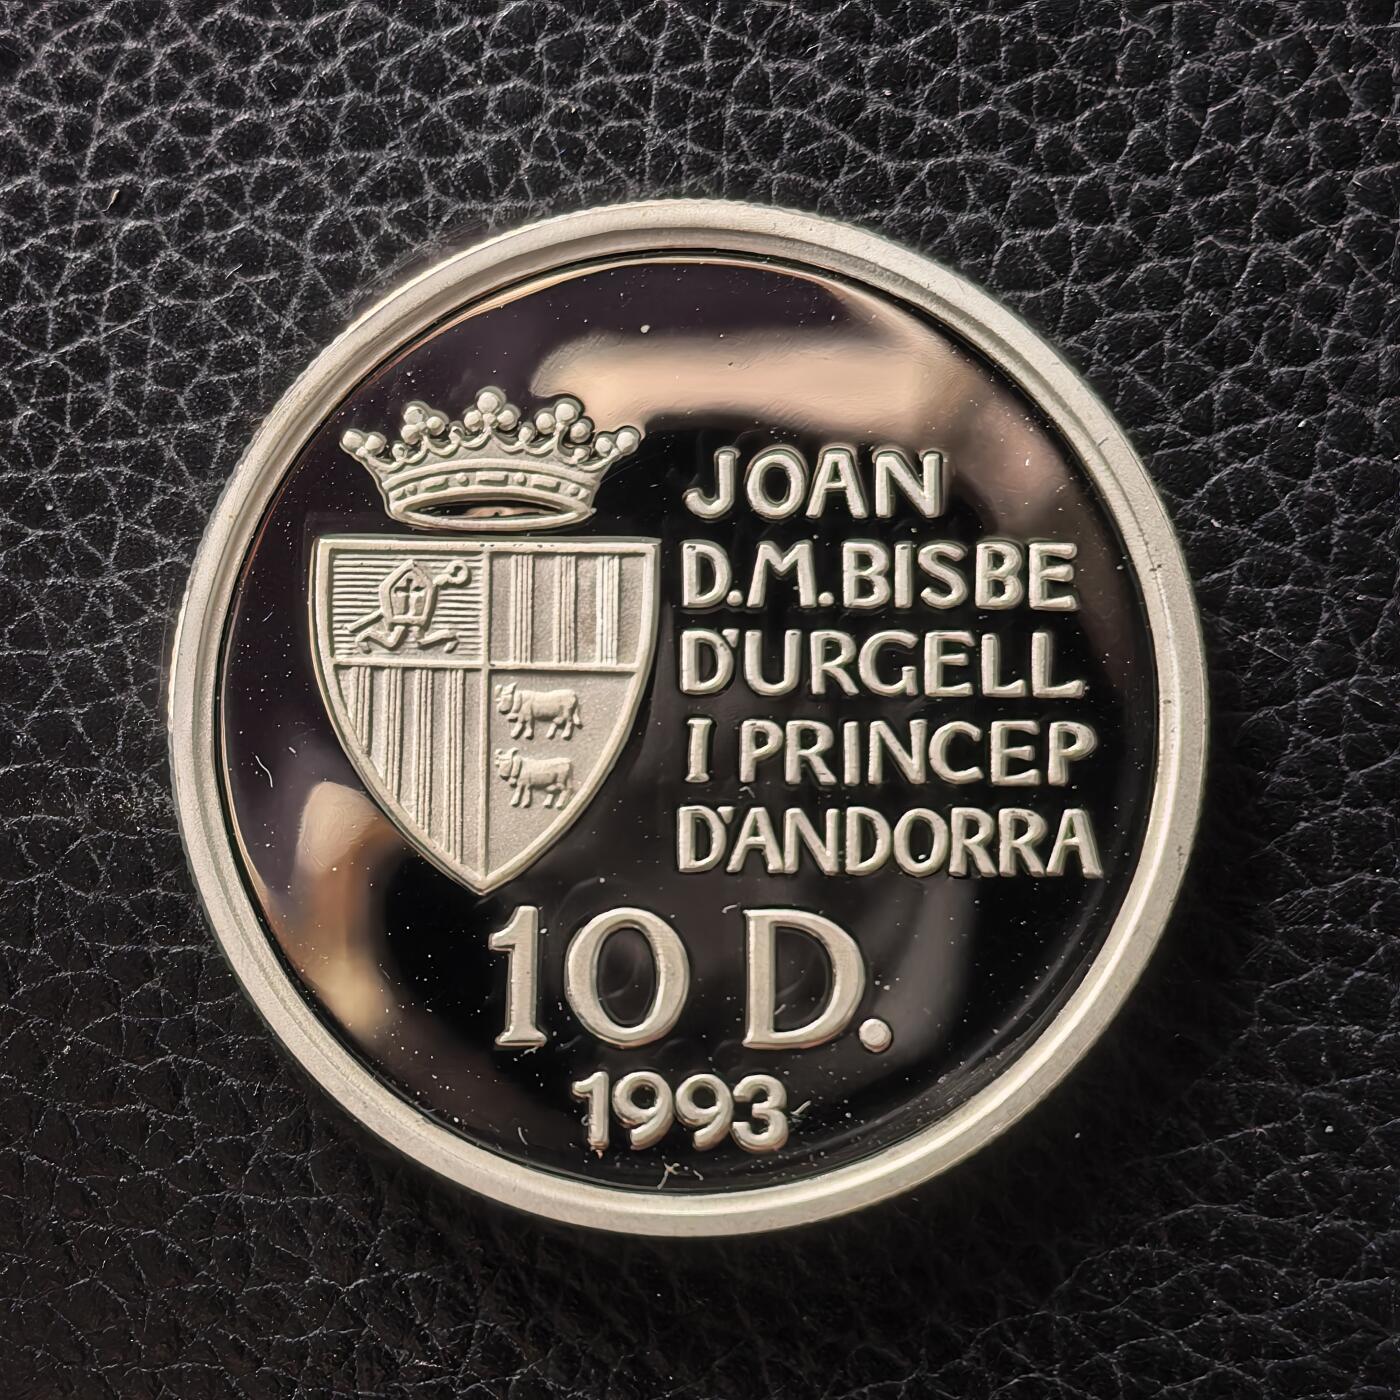 JOAN
D.M.BISBE
D'URGELL
I PRINCEP
D'ANDORRA
10 D.
1993